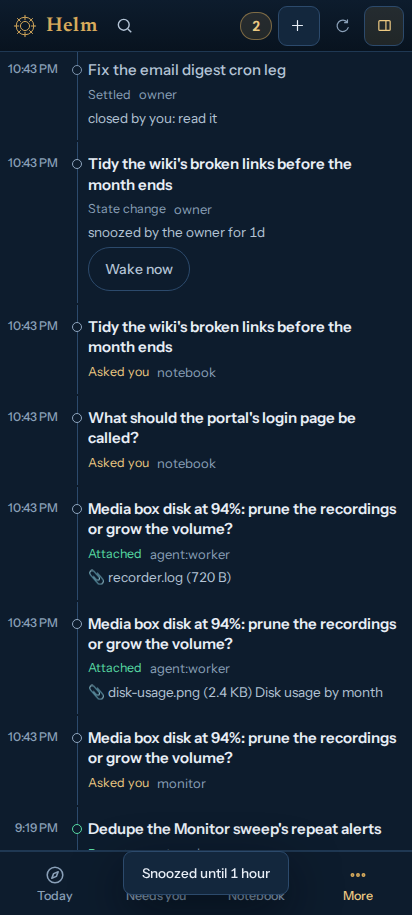 Helm
2
10:43 PM
Fix the email digest cron leg
Settled owner
closed by you: read it
10:43 PM
Tidy the wiki's broken links before the
month ends
State change owner
snoozed by the owner for 1d
Wake now
10:43 PM
Tidy the wiki's broken links before the
month ends
Asked you notebook
10:43 PM
What should the portal's login page be
called?
Asked you notebook
10:43 PM
Media box disk at 94%: prune the recordings
or grow the volume?
Attached agent:worker
📎 recorder.log (720 B)
10:43 PM
Media box disk at 94%: prune the recordings
or grow the volume?
Attached agent:worker
📎 disk-usage.png (2.4 KB) Disk usage by month
10:43 PM
Media box disk at 94%: prune the recordings
or grow the volume?
Asked you monitor
9:19 PM
Dedupe the Monitor sweep's repeat alerts
Snoozed until 1 hour
Today
Needs you
Notebook
More